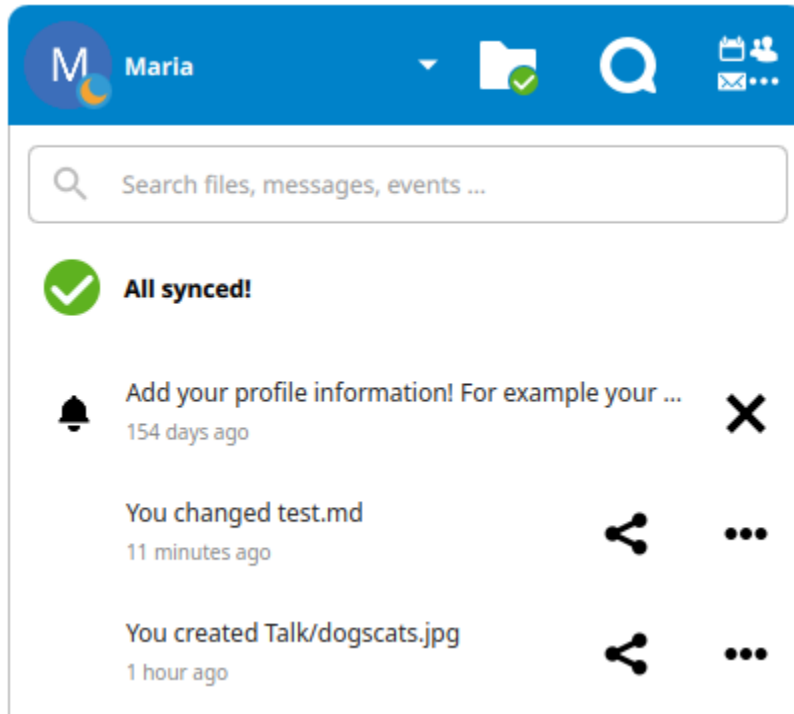 M
Maria
Search files, messages, events ...
All synced!
Add your profile information! For example your ...
154 days ago
You changed test.md
11 minutes ago
You created Talk/dogscats.jpg
1 hour ago